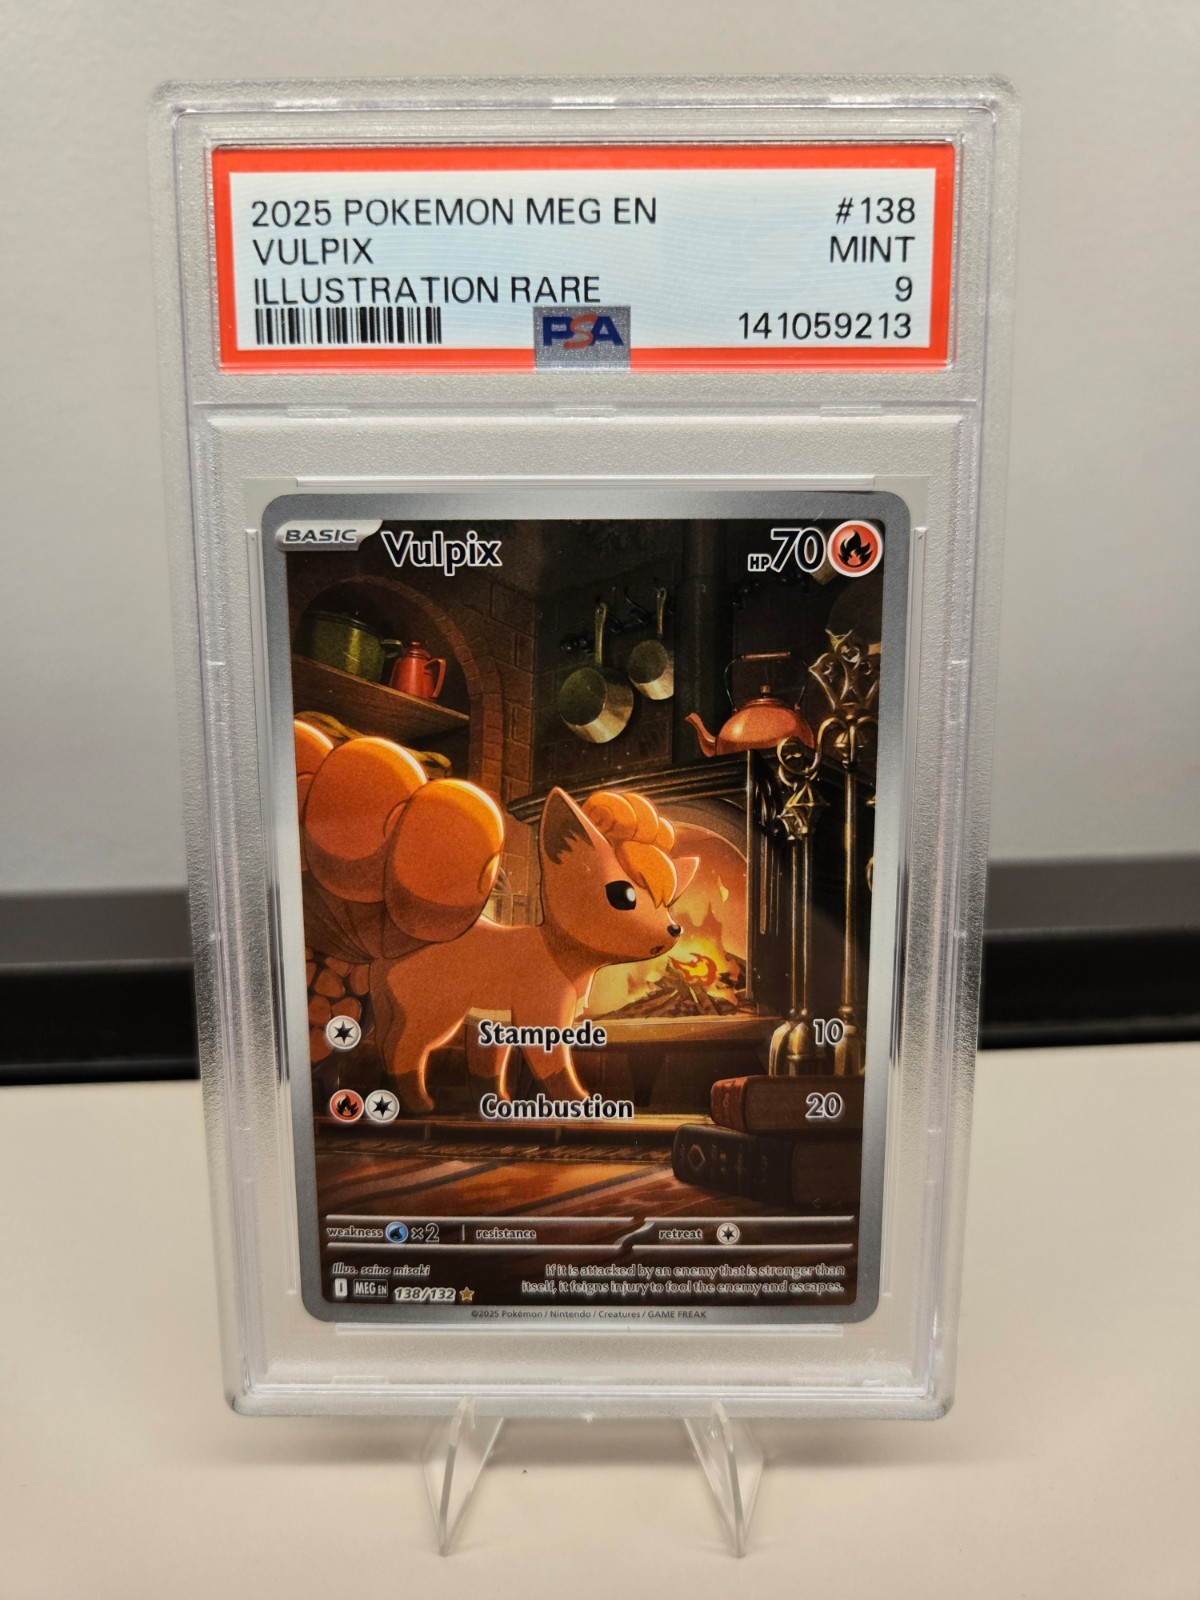 2025 POKEMON MEG EN #138
VULPIX MINT
ILLUSTRATION RARE 9
PSA 141059213
BASIC Vulpix HP70
Stampede 10
Combustion 20
weakness ×2 resistance retreat
Illus. saino misaki
If it is attacked by an enemy that is stronger than
itself, it feigns injury to fool the enemy and escapes.
I MEG EN 138/132
©2025 Pokémon / Nintendo / Creatures / GAME FREAK